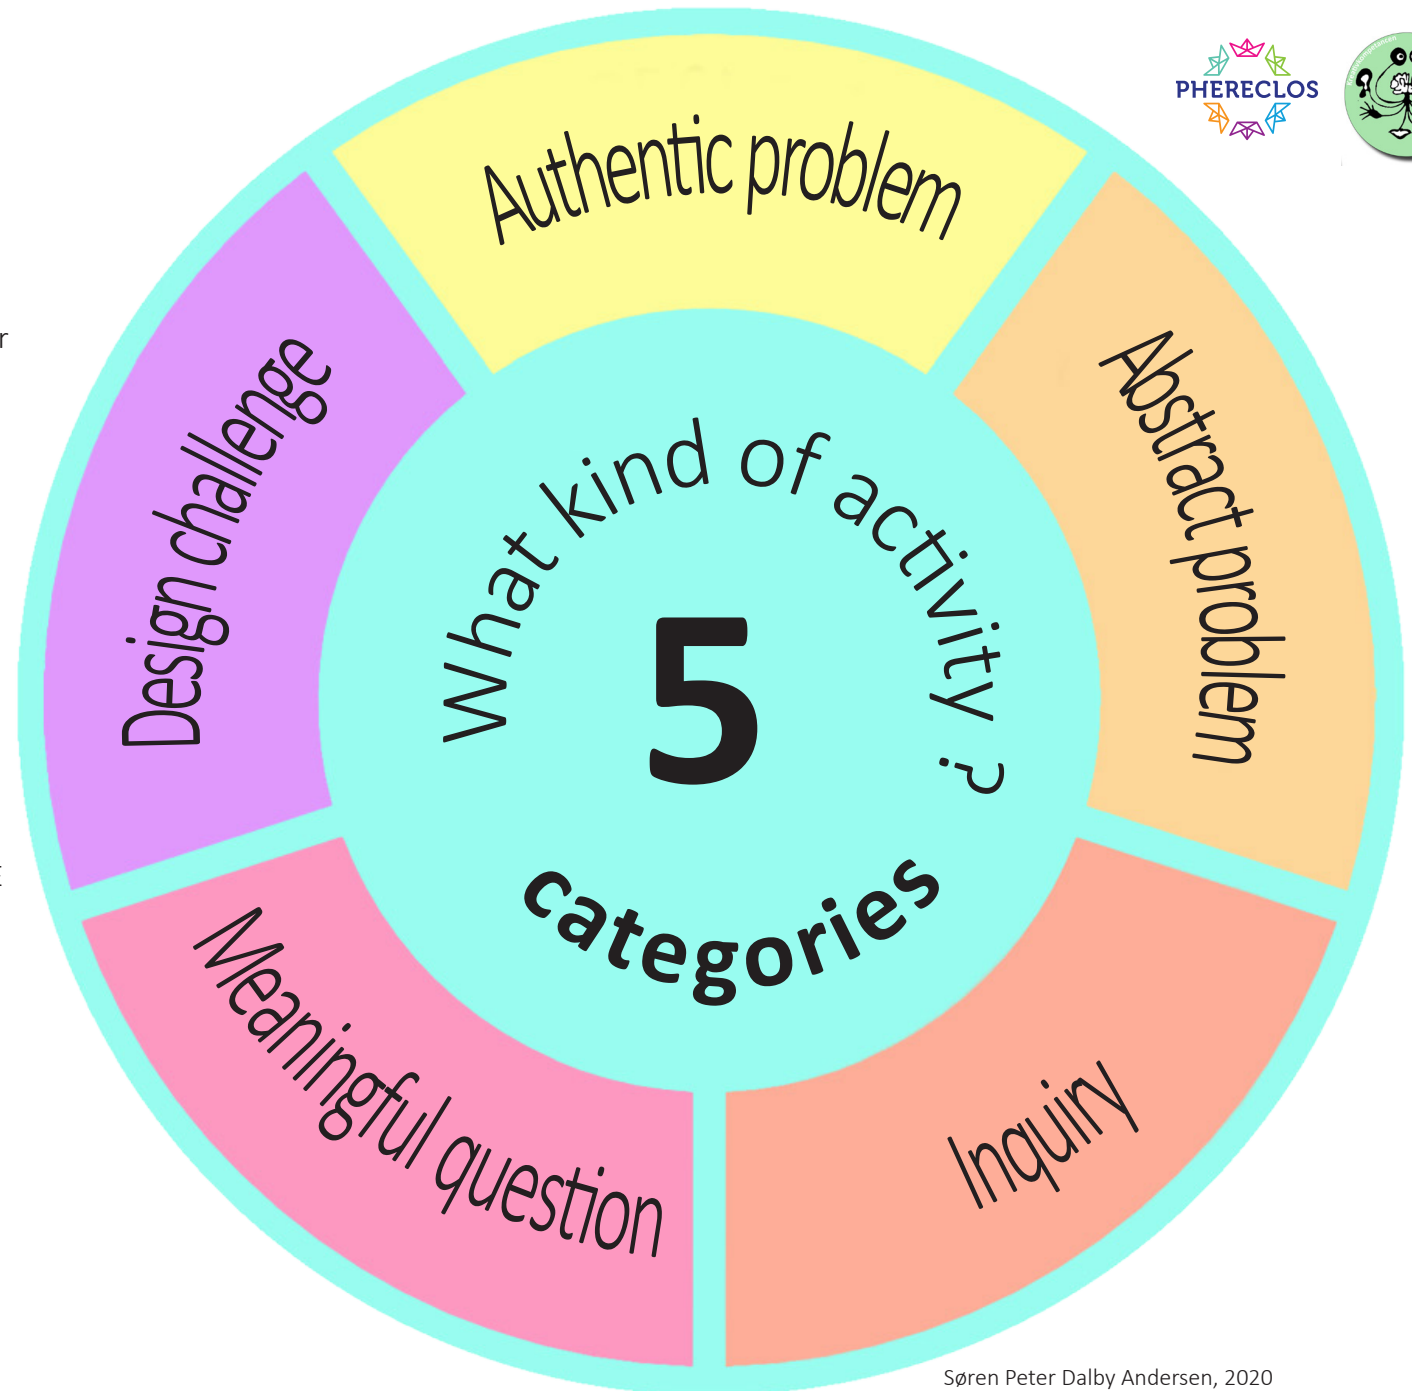 PHERECLOS
Authentic problem
Abstract problem
Inquiry
Meaningful question
Design challenge
What kind of activity ?
5
categories
r
Søren Peter Dalby Andersen, 2020